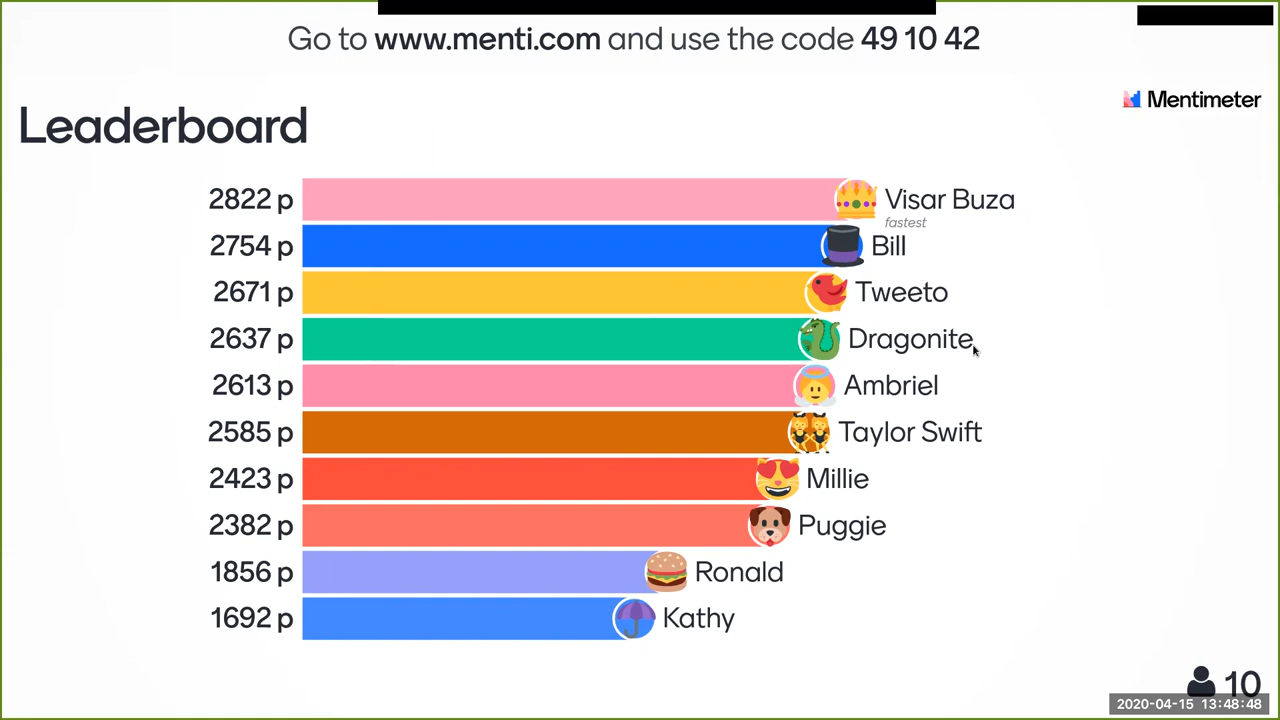 Go to www.menti.com and use the code 49 10 42
Mentimeter
Leaderboard
2822 p Visar Buza
fastest
2754 p Bill
2671 p Tweeto
2637 p Dragonite
2613 p Ambriel
2585 p Taylor Swift
2423 p Millie
2382 p Puggie
1856 p Ronald
1692 p Kathy
10
2020-04-15 13:48:48